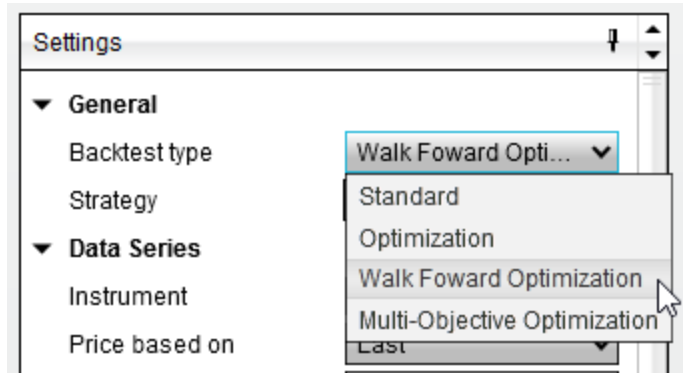 Settings
General
Backtest type
Walk Foward Opti...
Strategy
Standard
Optimization
Data Series
Walk Foward Optimization
Instrument
Multi-Objective Optimization
Price based on
Last